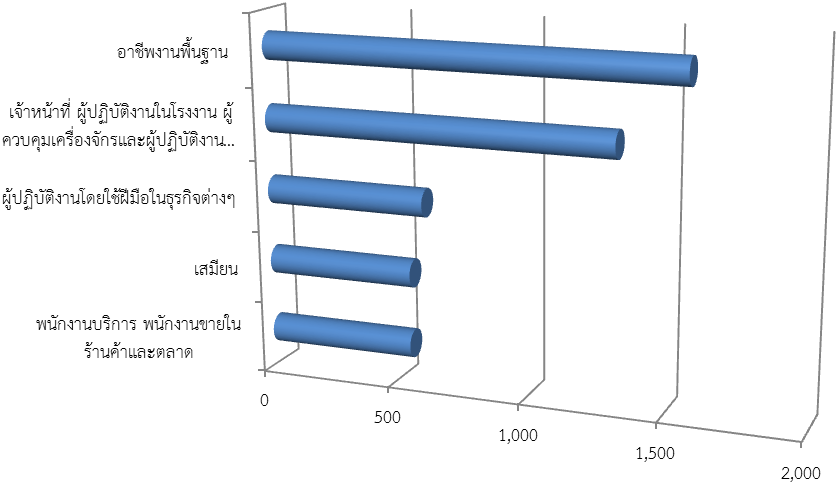 อาชีพงานพื้นฐาน
เจ้าหน้าที่ ผู้ปฏิบัติงานในโรงงาน ผู้
ควบคุมเครื่องจักรและผู้ปฏิบัติงาน...
ผู้ปฏิบัติงานโดยใช้ฝีมือในธุรกิจต่างๆ
เสมียน
พนักงานบริการ พนักงานขายใน
ร้านค้าและตลาด
0
500
1,000
1,500
2,000